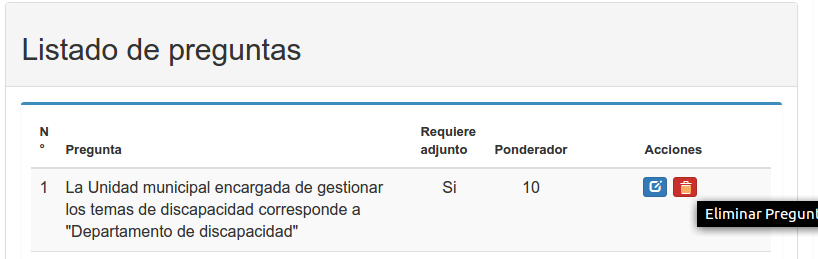 Listado de preguntas
N
° Pregunta Requiere
adjunto Ponderador Acciones
1 La Unidad municipal encargada de gestionar Si 10
los temas de discapacidad corresponde a
"Departamento de discapacidad"
Eliminar Pregunt